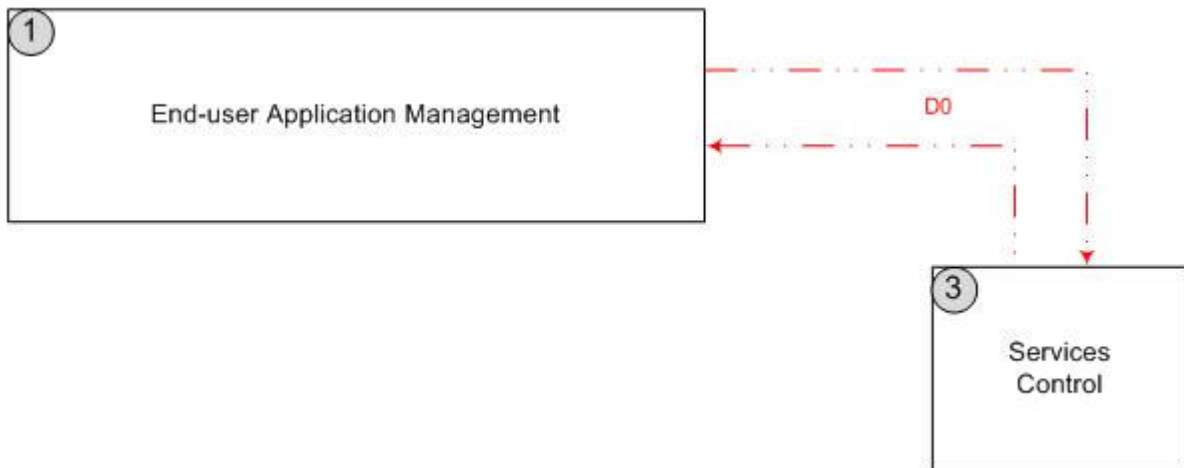 1
End-user Application Management
D0
3
Services
Control